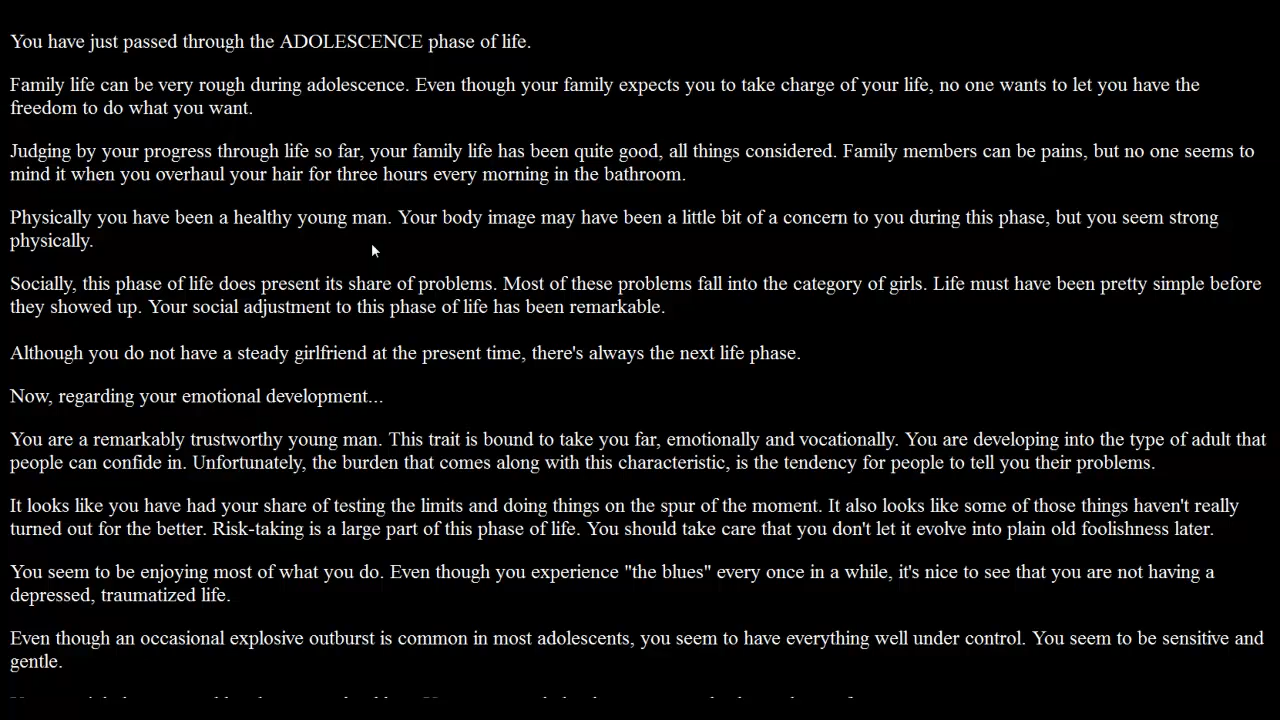 You have just passed through the ADOLESCENCE phase of life.
Family life can be very rough during adolescence. Even though your family expects you to take charge of your life, no one wants to let you have the
freedom to do what you want.
Judging by your progress through life so far, your family life has been quite good, all things considered. Family members can be pains, but no one seems to
mind it when you overhaul your hair for three hours every morning in the bathroom.
Physically you have been a healthy young man. Your body image may have been a little bit of a concern to you during this phase, but you seem strong
physically.
Socially, this phase of life does present its share of problems. Most of these problems fall into the category of girls. Life must have been pretty simple before
they showed up. Your social adjustment to this phase of life has been remarkable.
Although you do not have a steady girlfriend at the present time, there's always the next life phase.
Now, regarding your emotional development...
You are a remarkably trustworthy young man. This trait is bound to take you far, emotionally and vocationally. You are developing into the type of adult that
people can confide in. Unfortunately, the burden that comes along with this characteristic, is the tendency for people to tell you their problems.
It looks like you have had your share of testing the limits and doing things on the spur of the moment. It also looks like some of those things haven't really
turned out for the better. Risk-taking is a large part of this phase of life. You should take care that you don't let it evolve into plain old foolishness later.
You seem to be enjoying most of what you do. Even though you experience "the blues" every once in a while, it's nice to see that you are not having a
depressed, traumatized life.
Even though an occasional explosive outburst is common in most adolescents, you seem to have everything well under control. You seem to be sensitive and
gentle.